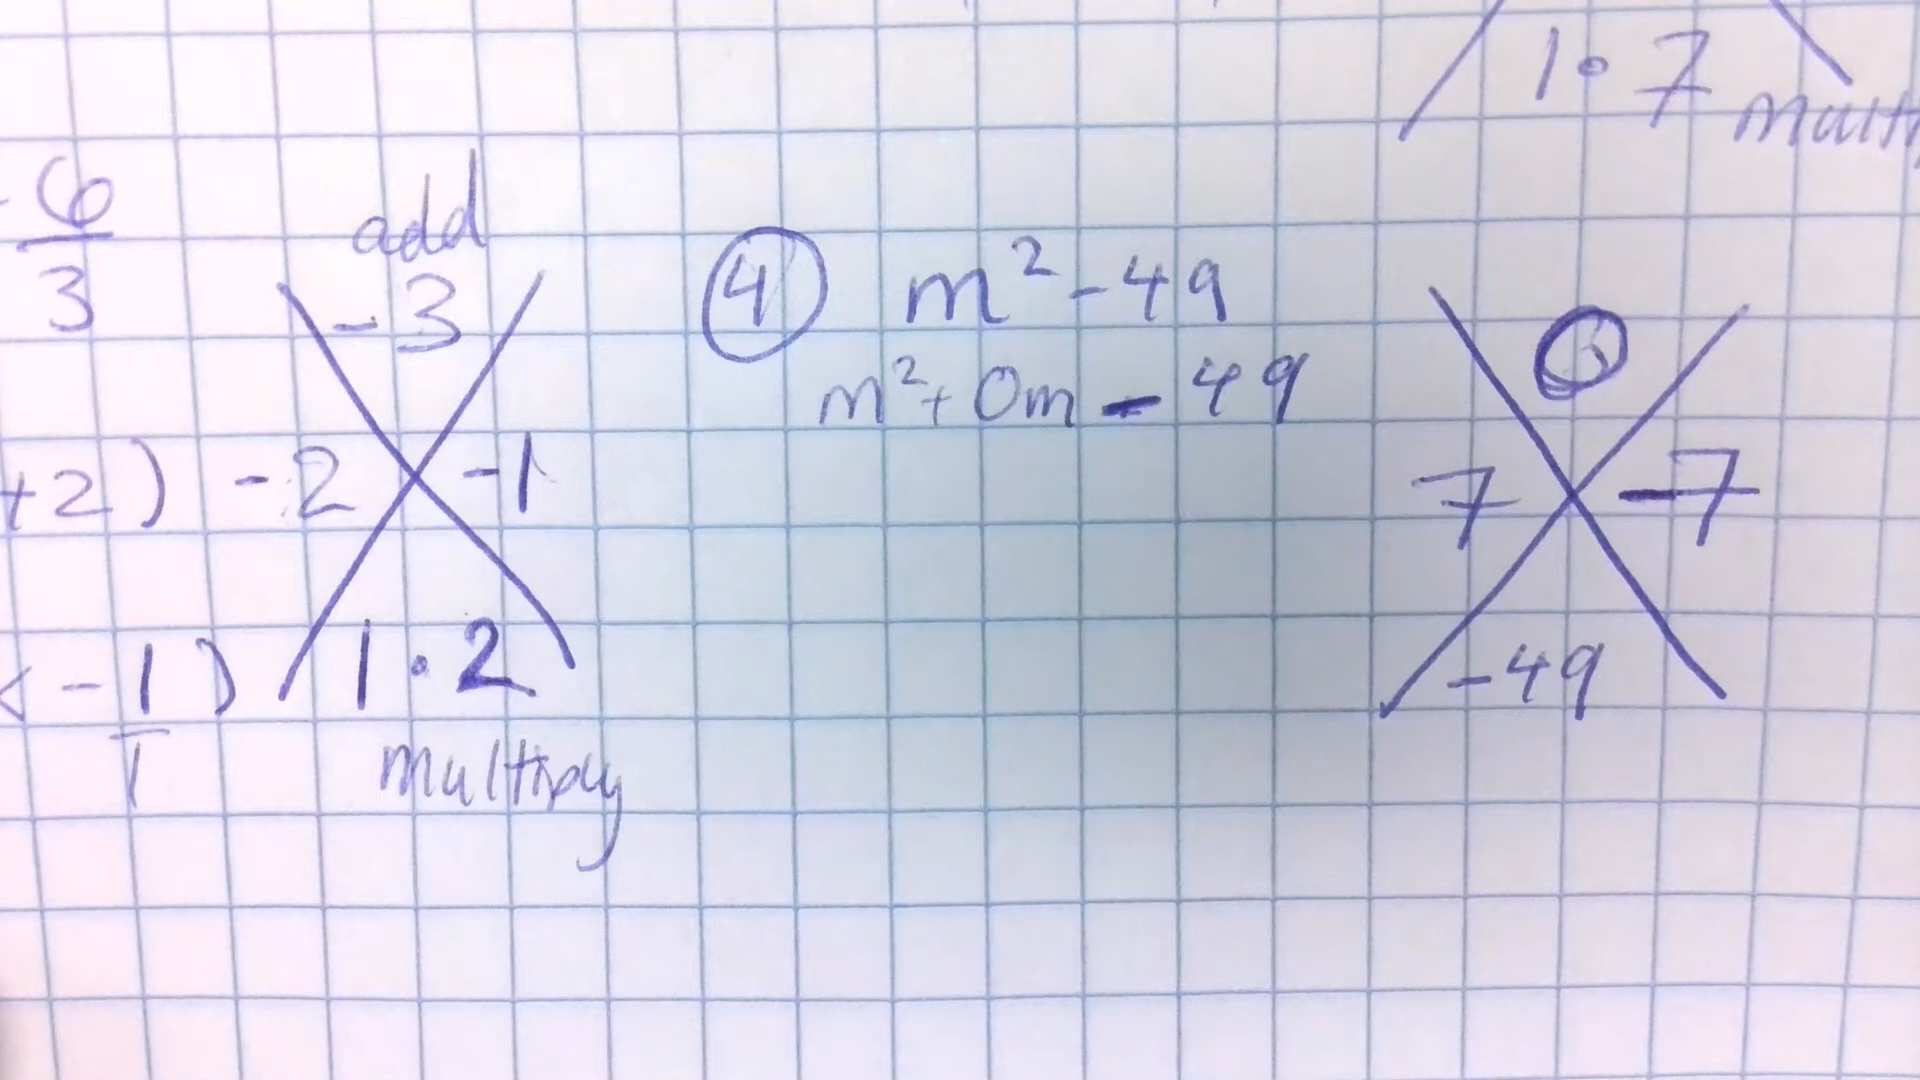 1 • 7
multi
-6
3
add
-3
+2) -2 -1
(-1)
1
1 • 2
multiply
④ m² - 49
m² + 0m - 49
0
7 -7
-49